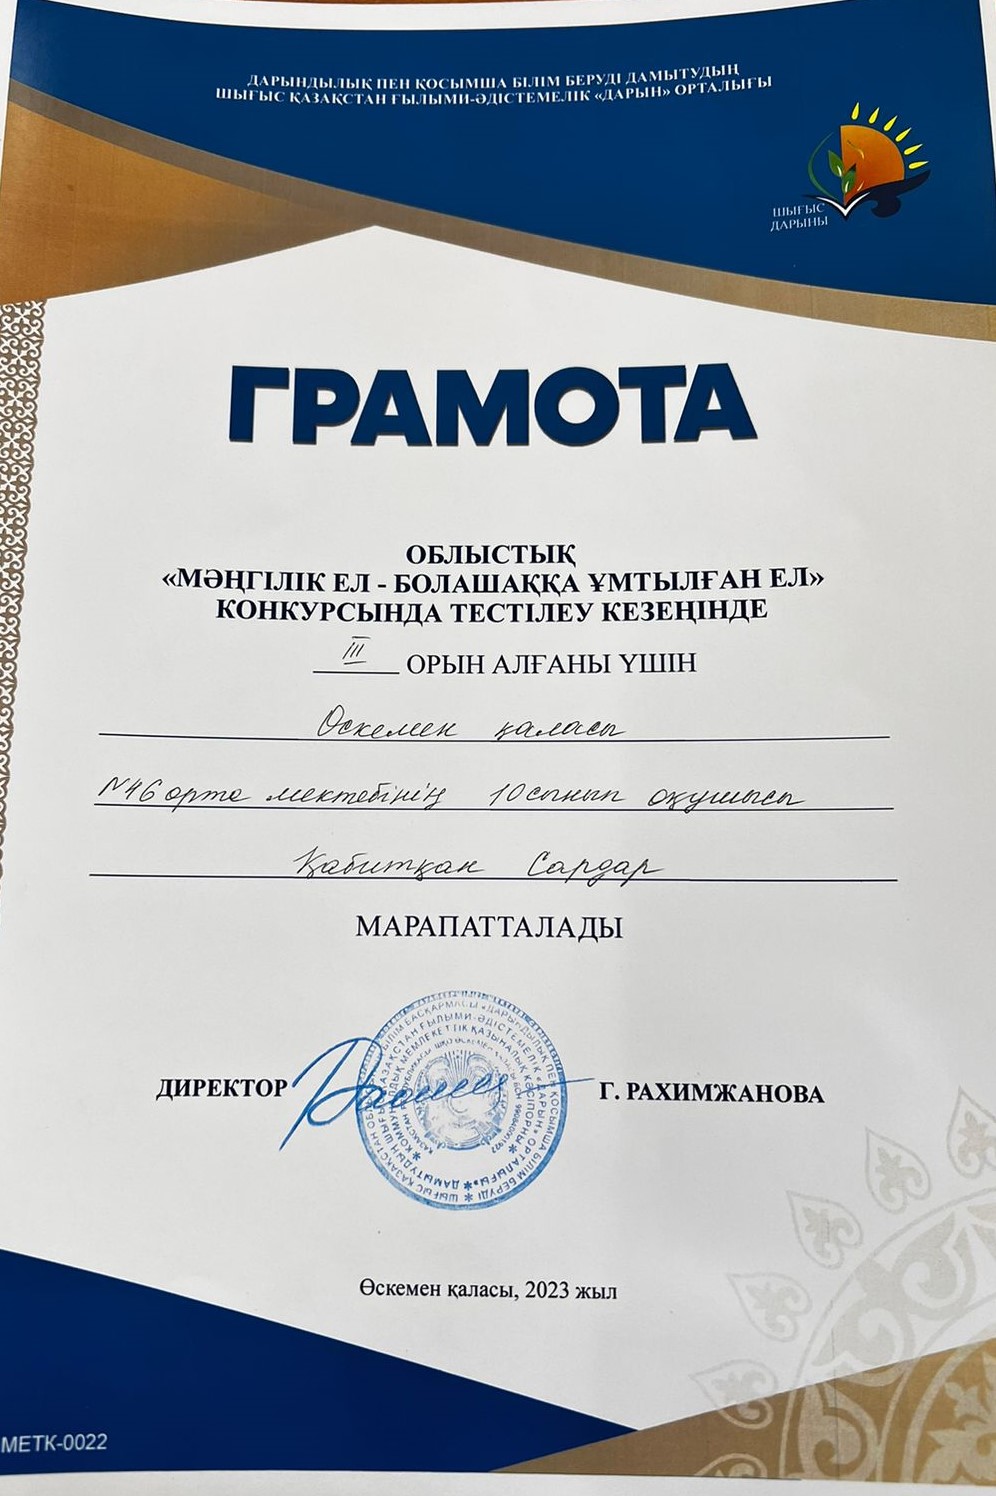 ДАРЫНДЫЛЫҚ ПЕН ҚОСЫМША БІЛІМ БЕРУДІ ДАМЫТУДЫҢ
ШЫҒЫС ҚАЗАҚСТАН ҒЫЛЫМИ-ӘДІСТЕМЕЛІК «ДАРЫН» ОРТАЛЫҒЫ
ШЫҒЫС
ДАРЫНЫ
ГРАМОТА
ОБЛЫСТЫҚ
«МӘҢГІЛІК ЕЛ - БОЛАШАҚҚА ҰМТЫЛҒАН ЕЛ»
КОНКУРСЫНДА ТЕСТІЛЕУ КЕЗЕҢІНДЕ
III ОРЫН АЛҒАНЫ ҮШІН
Өскемен қаласы
№46 орта мектебінің 10 сынып оқушысы
Қабитқан Сардар
МАРАПАТТАЛАДЫ
ДИРЕКТОР Г. РАХИМЖАНОВА
Өскемен қаласы, 2023 жыл
МЕТК-0022